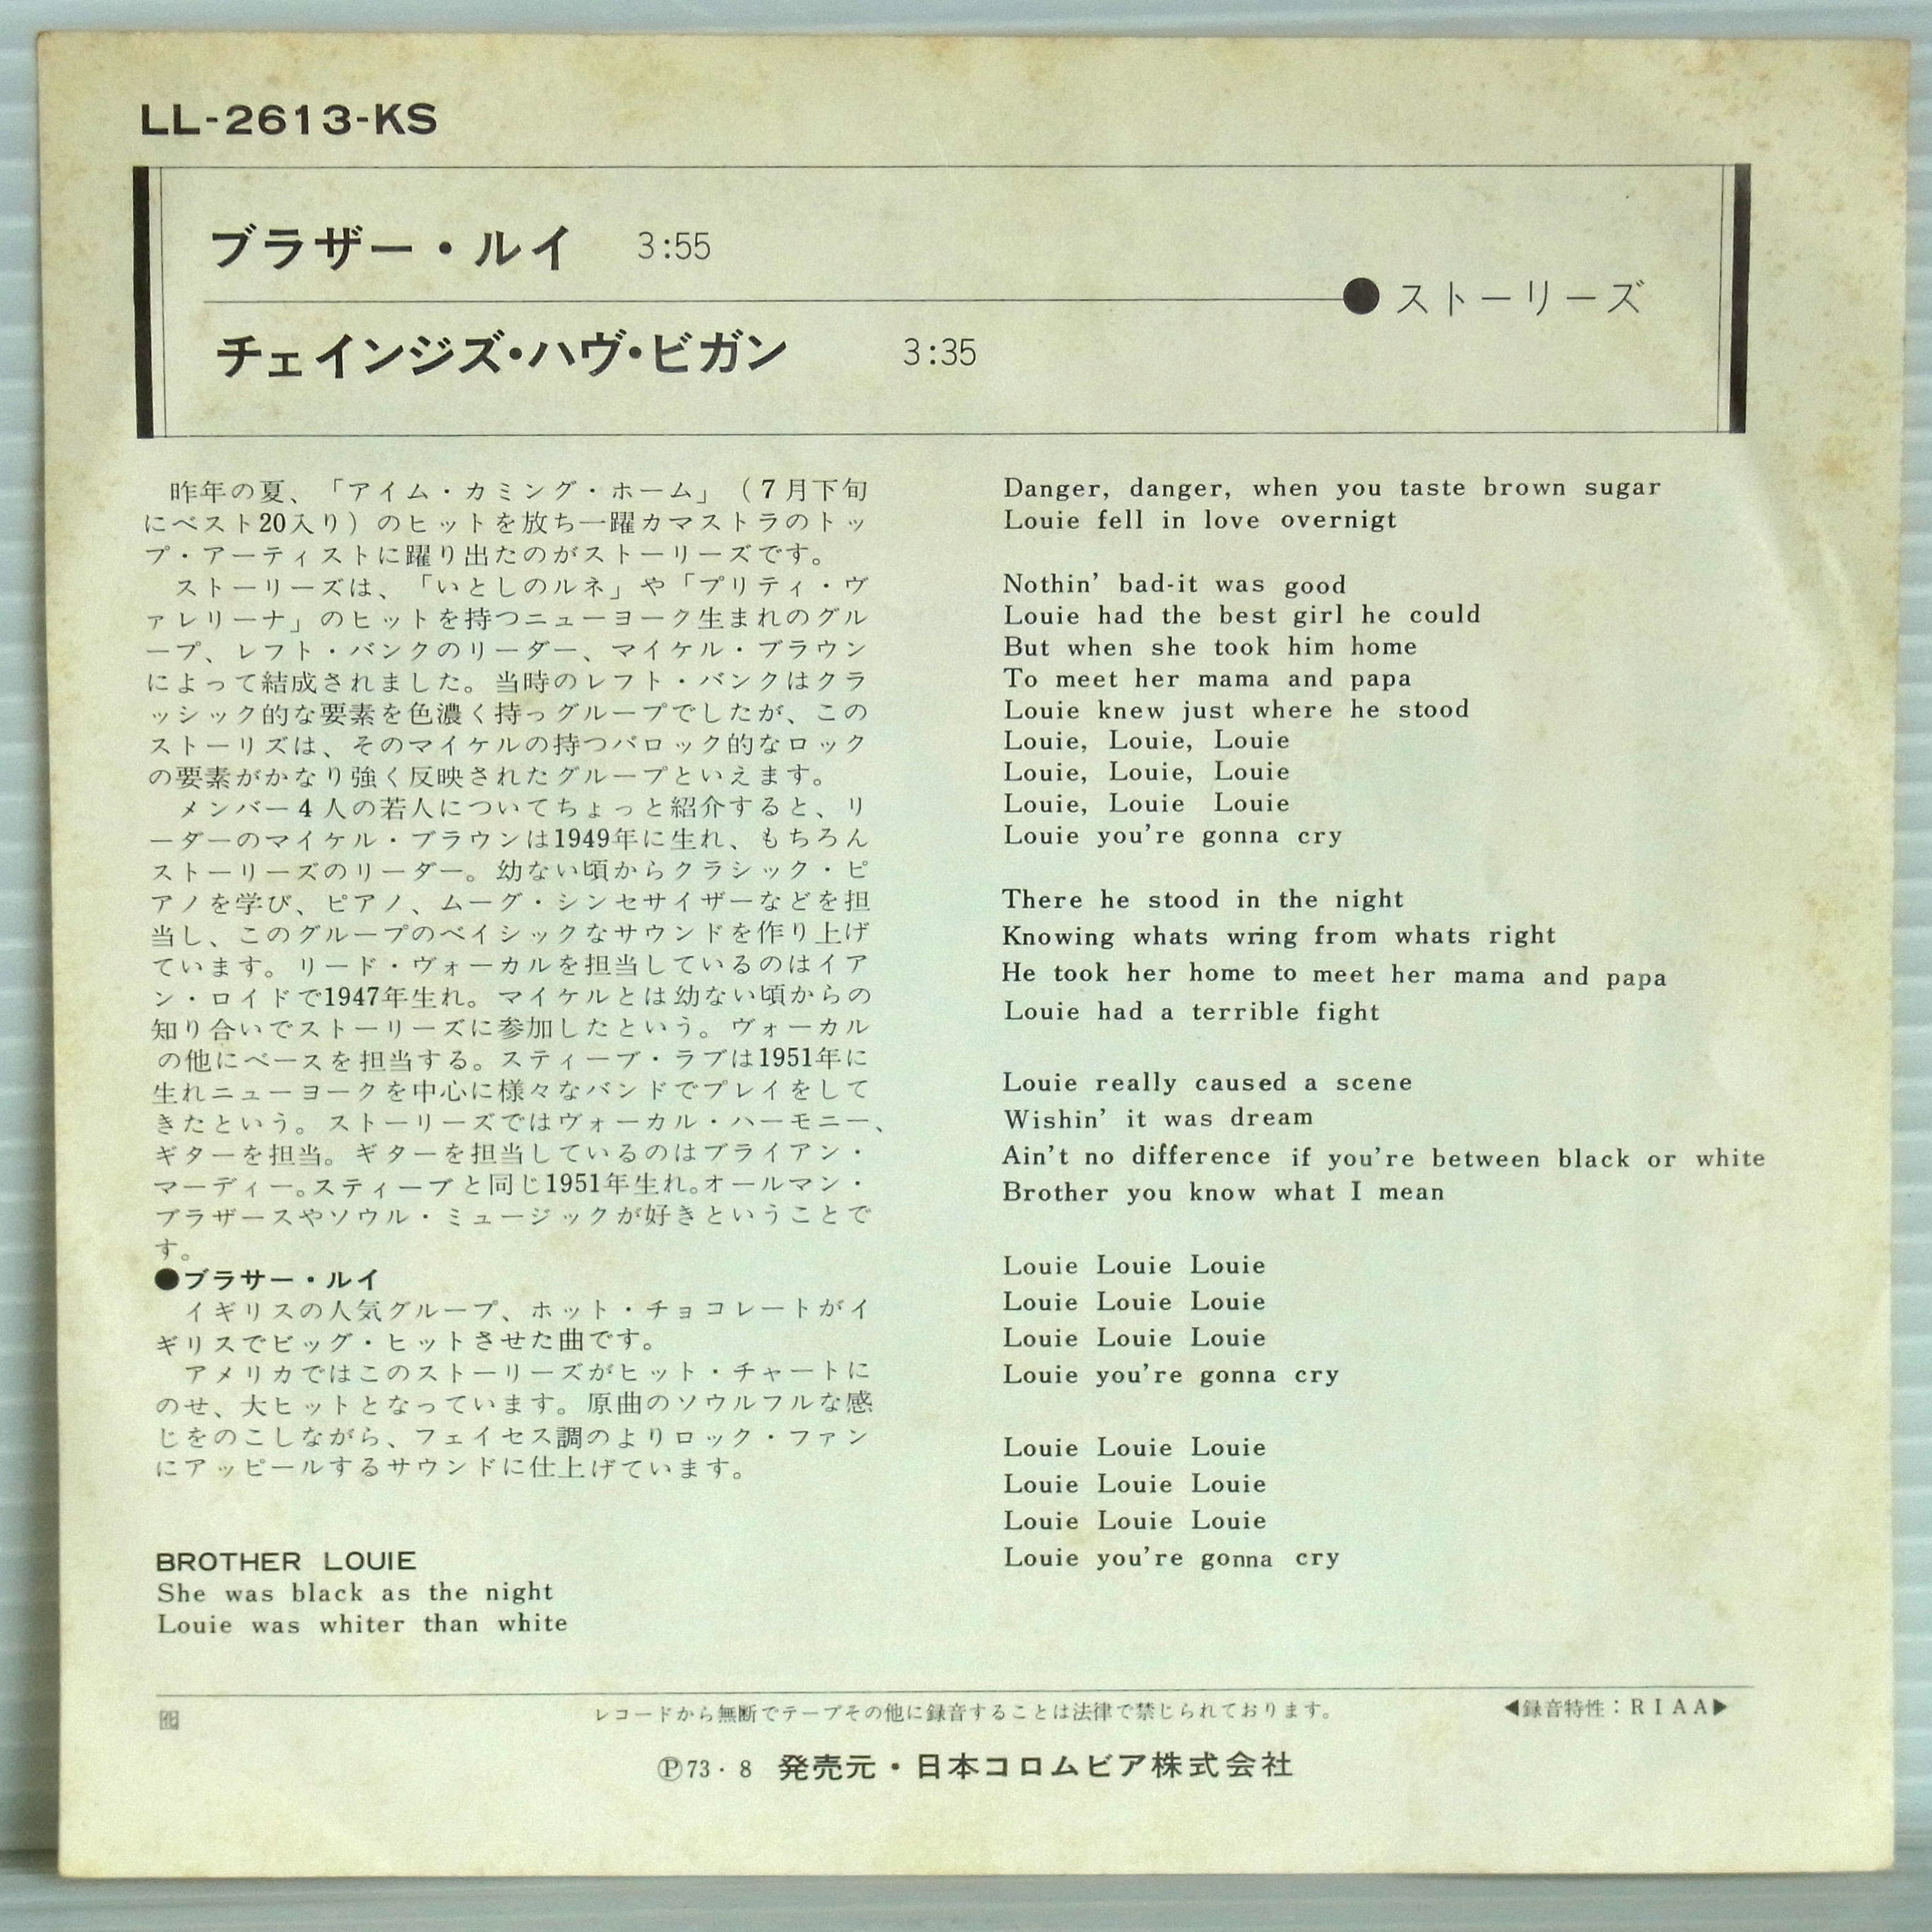 LL-2613-KS
ブラザー・ルイ 3:55
●ストーリーズ
チェインジズ・ハヴ・ビガン 3:35
昨年の夏、「アイム・カミング・ホーム」（7月下旬
にベスト20入り）のヒットを放ち一躍カマストラのトッ
プ・アーティストに躍り出たのがストーリーズです。
ストーリーズは、「いとしのルネ」や「プリティ・ヴ
ァレリーナ」のヒットを持つニューヨーク生まれのグル
ープ、レフト・バンクのリーダー、マイケル・ブラウン
によって結成されました。当時のレフト・バンクはクラ
ッシック的な要素を色濃く持っグループでしたが、この
ストーリズは、そのマイケルの持つバロック的なロック
の要素がかなり強く反映されたグループといえます。
メンバー4人の若人についてちょっと紹介すると、リ
ーダーのマイケル・ブラウンは1949年に生れ、もちろん
ストーリーズのリーダー。幼ない頃からクラシック・ピ
アノを学び、ピアノ、ムーグ・シンセサイザーなどを担
当し、このグループのベイシックなサウンドを作り上げ
ています。リード・ヴォーカルを担当しているのはイア
ン・ロイドで1947年生れ。マイケルとは幼ない頃からの
知り合いでストーリーズに参加したという。ヴォーカル
の他にベースを担当する。スティーブ・ラブは1951年に
生れニューヨークを中心に様々なバンドでプレイをして
きたという。ストーリーズではヴォーカル・ハーモニー、
ギターを担当。ギターを担当しているのはブライアン・
マーディー。スティーブと同じ1951年生れ。オールマン・
ブラザースやソウル・ミュージックが好きということで
す。
●ブラサー・ルイ
イギリスの人気グループ、ホット・チョコレートがイ
ギリスでビッグ・ヒットさせた曲です。
アメリカではこのストーリーズがヒット・チャートに
のせ、大ヒットとなっています。原曲のソウルフルな感
じをのこしながら、フェイセス調のよりロック・ファン
にアッピールするサウンドに仕上げています。
BROTHER LOUIE
She was black as the night
Louie was whiter than white
Danger, danger, when you taste brown sugar
Louie fell in love overnigt
Nothin' bad-it was good
Louie had the best girl he could
But when she took him home
To meet her mama and papa
Louie knew just where he stood
Louie, Louie, Louie
Louie, Louie, Louie
Louie, Louie Louie
Louie you're gonna cry
There he stood in the night
Knowing whats wring from whats right
He took her home to meet her mama and papa
Louie had a terrible fight
Louie really caused a scene
Wishin' it was dream
Ain't no difference if you're between black or white
Brother you know what I mean
Louie Louie Louie
Louie Louie Louie
Louie Louie Louie
Louie you're gonna cry
Louie Louie Louie
Louie Louie Louie
Louie Louie Louie
Louie you're gonna cry
レコードから無断でテープその他に録音することは法律で禁じられております。
◀録音特性：RIAA▶
Ⓟ73・8 発売元・日本コロムビア株式会社